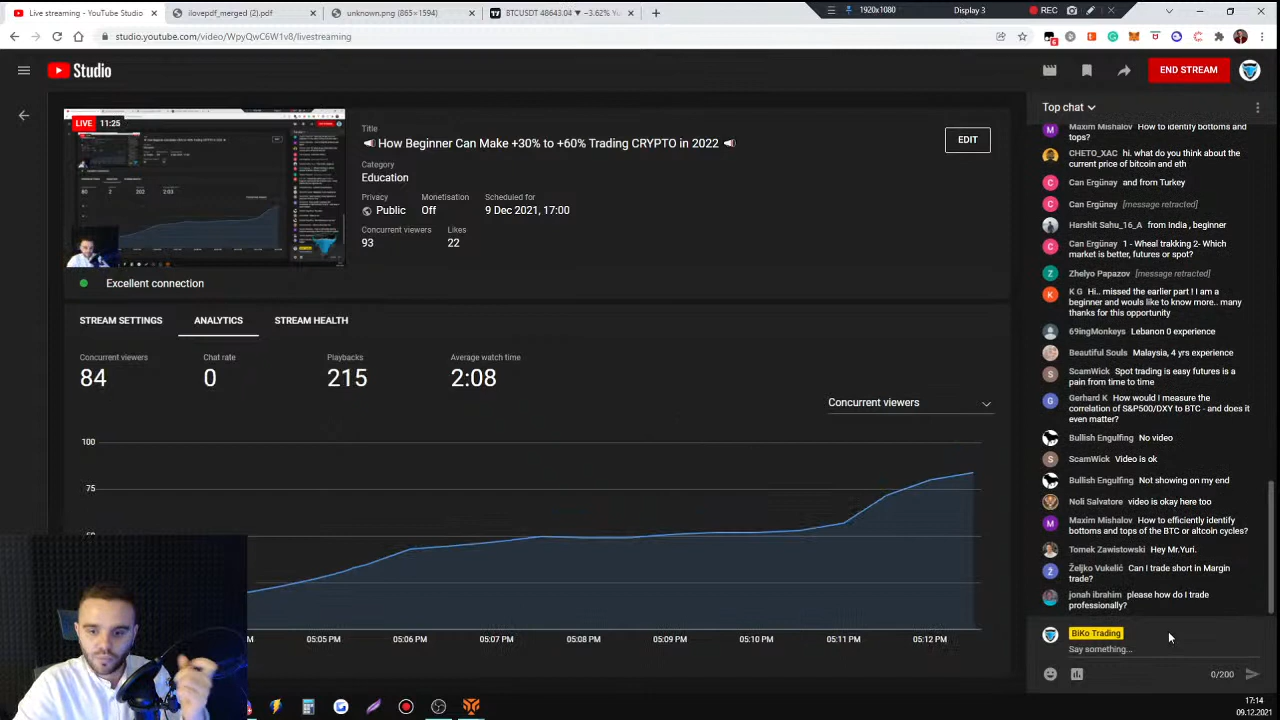 Live streaming - YouTube Studio
ilovepdf_merged (2).pdf
unknown.png (865×1594)
BTCUSDT 48643.04 ▼ −3.62% Yu
1920x1080
Display 3
REC
studio.youtube.com/video/WpyQwC6W1v8/livestreaming
Studio
END STREAM
LIVE 11:25
Title
How Beginner Can Make +30% to +40% Trading CRYPTO in 2022
EDIT
Category
Education
Privacy
Public
Monetisation
Off
Scheduled for
9 Dec 2021, 17:05
Concurrent viewers
93
Likes
22
Excellent connection
STREAM SETTINGS
ANALYTICS
STREAM HEALTH
Concurrent viewers
84
Chat rate
0
Playbacks
215
Average watch time
2:08
Concurrent viewers
100
75
05:05 PM
05:06 PM
05:07 PM
05:08 PM
05:09 PM
05:10 PM
05:11 PM
05:12 PM
Top chat
Maxim Mishalov How to identify bottoms and
tops?
CHETO_XAC hi. what do u think about the
current price of bitcoin and eth
Can Ergünay and from Turkey
Can Ergünay [message retracted]
Harshit Sahu_16_A from India , beginner
Can Ergünay 1 - Wheal trakking 2- Which
market is better, futures or spot?
Zhelyo Papazov [message retracted]
K G Hi.. missed the earlier part ! I am a
beginner and wouls like to know more.. many
thanks for this opportunity
69ingMonkeys Lebanon 0 experience
Beautiful Souls Malaysia, 4 yrs experience
ScamWick Spot trading is easy futures is a
pain from time to time
Gerhard K How would I measure the
correlation of S&P500/DXY to BTC - and does it
even matter?
Bullish Engulfing No video
ScamWick Video is ok
Bullish Engulfing Not showing on my end
Noli Salvatore video is okay here too
Maxim Mishalov How to efficiently identify
bottoms and tops of the BTC or altcoin cycles?
Tomek Zawistowski Hey Mr.Yuri.
Željko Vukelić Can I trade short in Margin
trade?
jonah ibrahim please how do I trade
professionally?
BiKo Trading
Say something...
0/200
17:14
09.12.2021